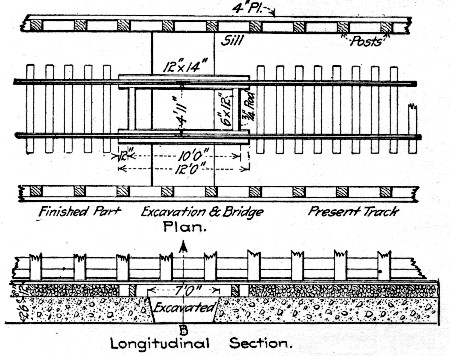 4" Pl.
Sill
Posts
12" x 14"
4' 11"
6" x 12"
¾" Rod
12"
10' 0"
12' 0"
Finished Part
Excavation & Bridge
Present Track
Plan.
7' 0"
Excavated
B
Longitudinal Section.